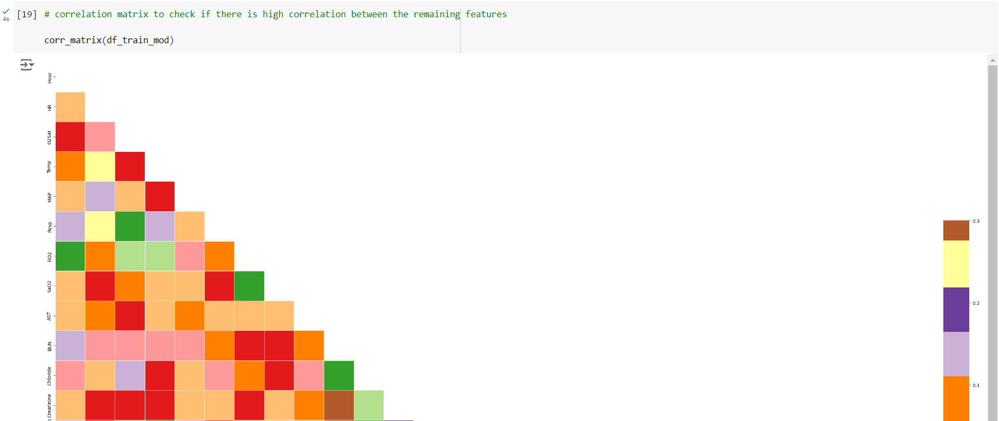 [19] # correlation matrix to check if there is high correlation between the remaining features
4s
corr_matrix(df_train_mod)
Hour
HR
O2Sat
Temp
MAP
Resp
FiO2
SaO2
AST
BUN
Chloride
t Creatinine
0.3
0.2
0.1